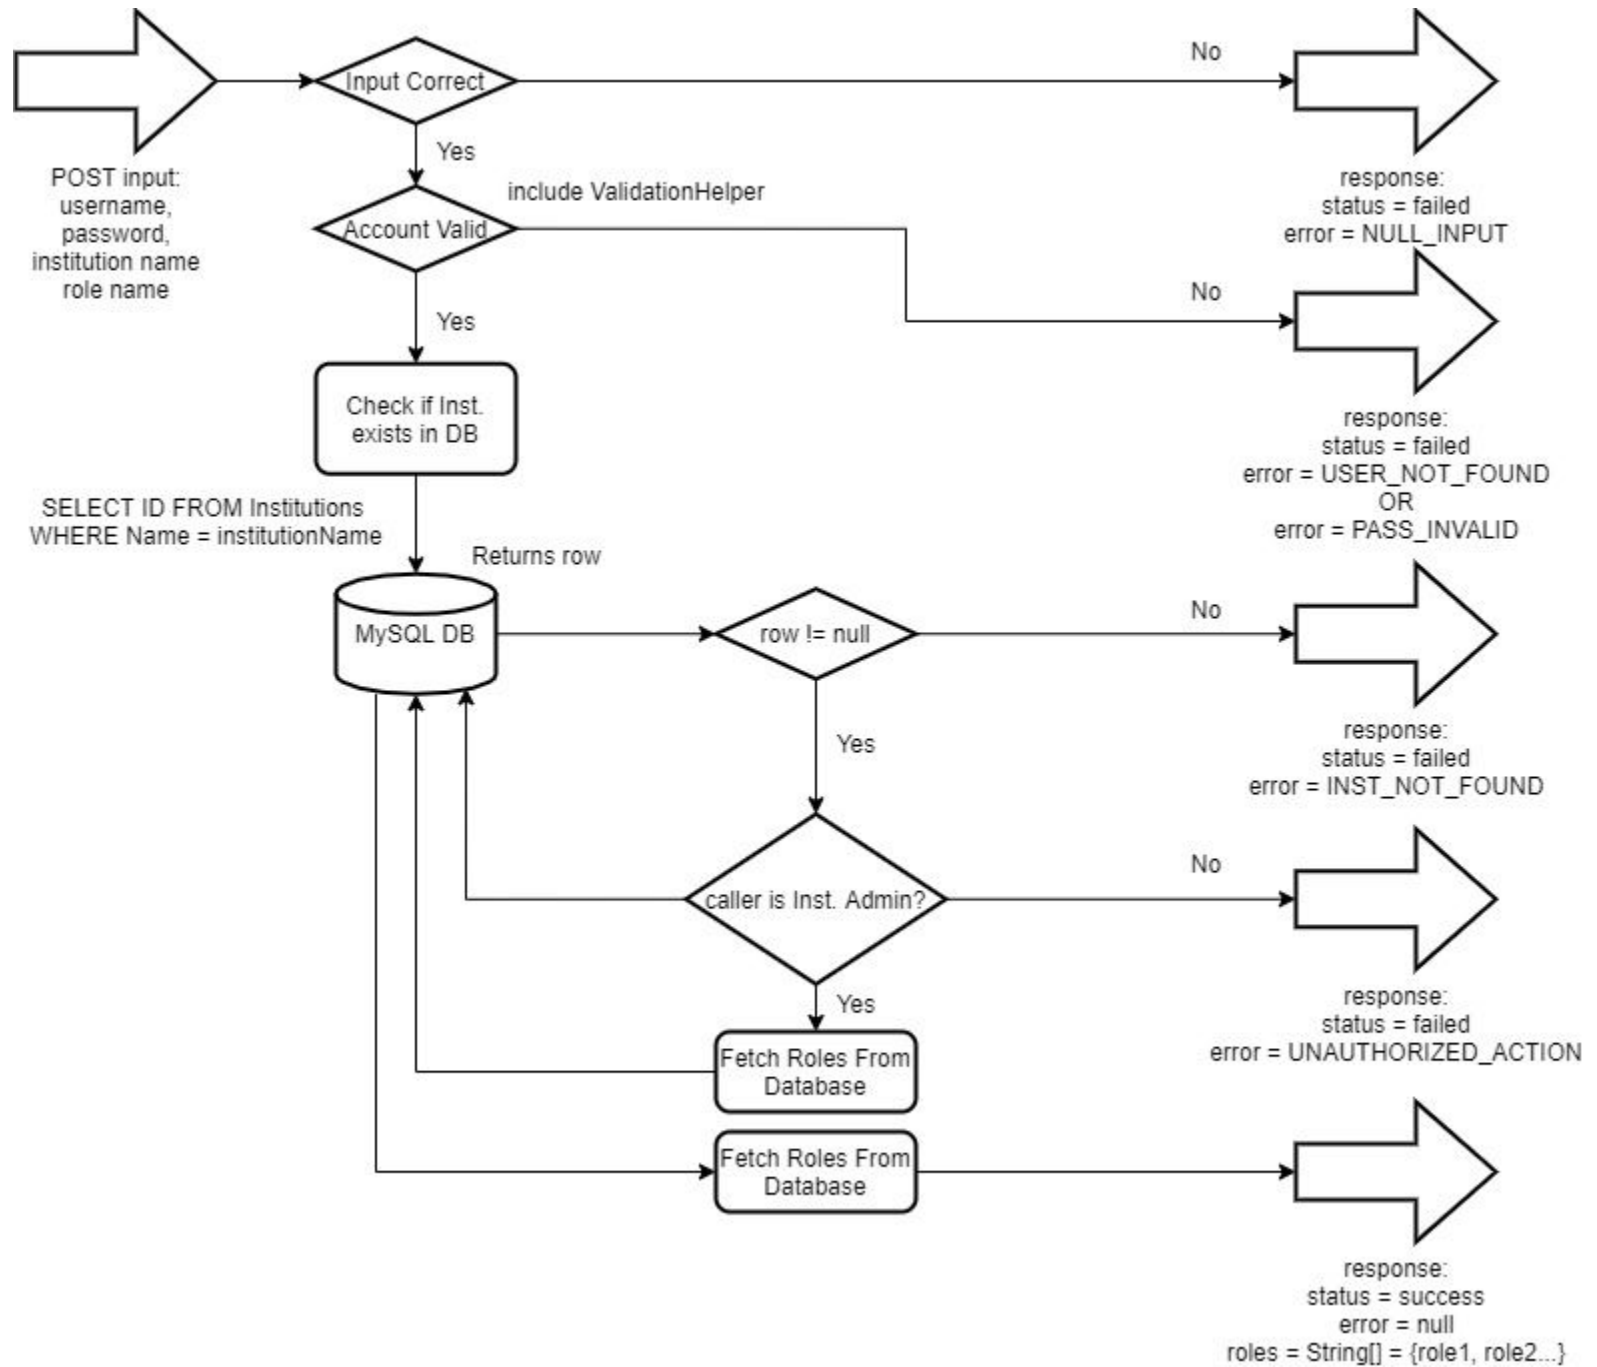 Input Correct
No
POST input:
username,
password,
institution name
role name
Yes
response:
status = failed
error = NULL_INPUT
include ValidationHelper
Account Valid
No
Yes
response:
status = failed
error = USER_NOT_FOUND
OR
error = PASS_INVALID
Check if Inst.
exists in DB
SELECT ID FROM Institutions
WHERE Name = institutionName
Returns row
MySQL DB
row != null
No
response:
status = failed
error = INST_NOT_FOUND
Yes
caller is Inst. Admin?
No
response:
status = failed
error = UNAUTHORIZED_ACTION
Yes
Fetch Roles From
Database
Fetch Roles From
Database
response:
status = success
error = null
roles = String[] = {role1, role2...}